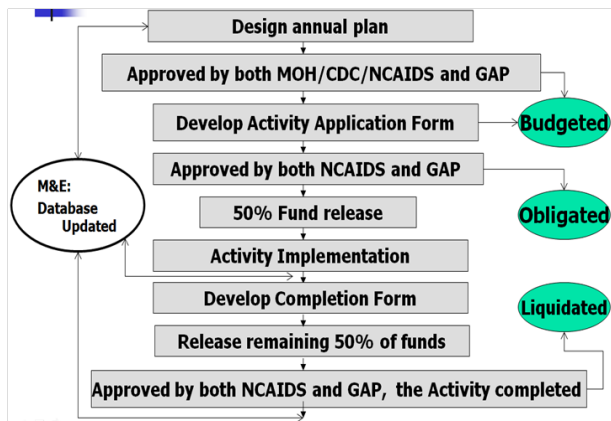 Design annual plan
Approved by both MOH/CDC/NCAIDS and GAP
Develop Activity Application Form
Budgeted
Approved by both NCAIDS and GAP
M&E:
Database
Updated
50% Fund release
Obligated
Activity Implementation
Develop Completion Form
Liquidated
Release remaining 50% of funds
Approved by both NCAIDS and GAP, the Activity completed